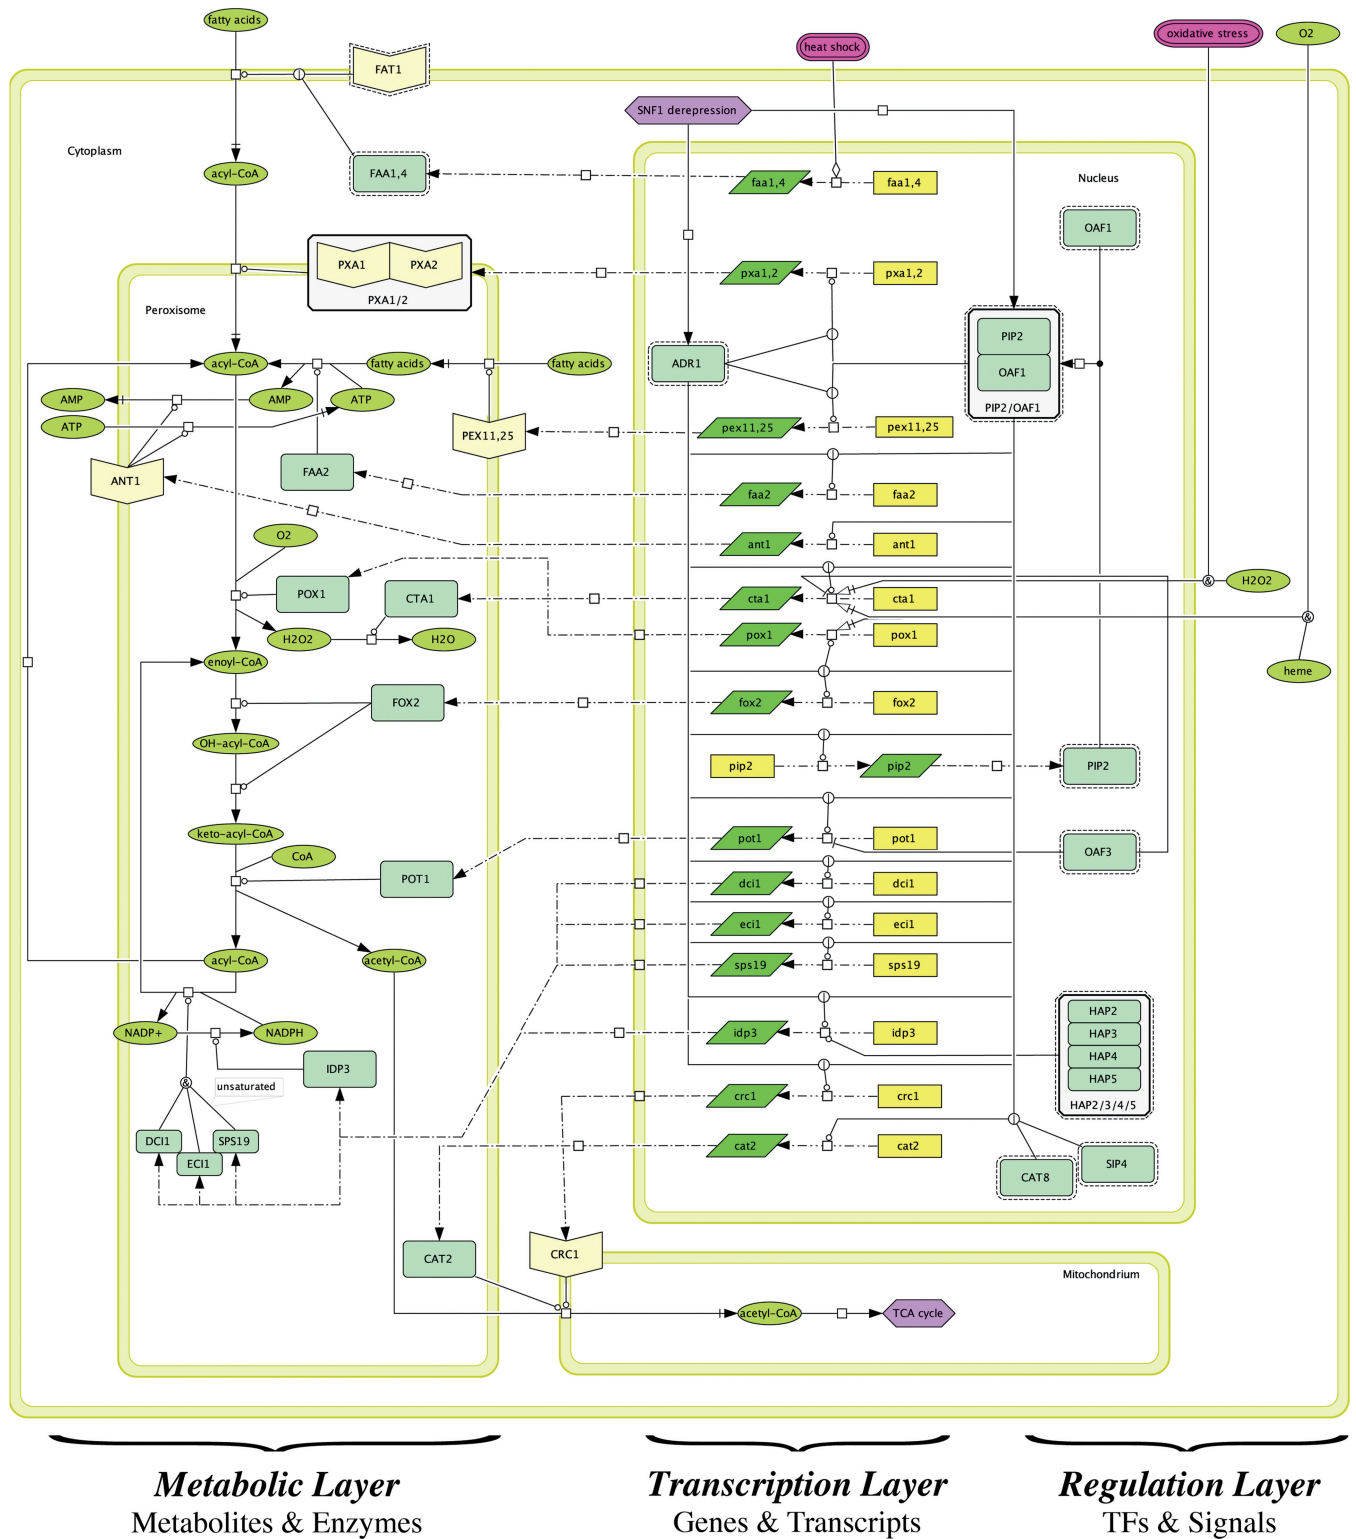 fatty acids
oxidative stress
O2
heat shock
FAT1
SNF1 derepression
Cytoplasm
acyl-CoA
FAA1,4
faa1,4
faa1,4
Nucleus
OAF1
PXA1
PXA2
PXA1/2
pxa1,2
pxa1,2
Peroxisome
PIP2
OAF1
PIP2/OAF1
acyl-CoA
fatty acids
fatty acids
ADR1
AMP
AMP
ATP
ATP
PEX11,25
pex11,25
pex11,25
ANT1
FAA2
faa2
faa2
O2
ant1
ant1
POX1
CTA1
cta1
cta1
&
H2O2
H2O2
H2O
pox1
pox1
&
enoyl-CoA
heme
FOX2
fox2
fox2
OH-acyl-CoA
pip2
pip2
PIP2
keto-acyl-CoA
CoA
pot1
pot1
OAF3
POT1
dci1
dci1
eci1
eci1
acyl-CoA
acetyl-CoA
sps19
sps19
HAP2
HAP3
HAP4
HAP5
HAP2/3/4/5
NADP+
NADPH
idp3
idp3
IDP3
&
unsaturated
crc1
crc1
DCI1
SPS19
ECI1
cat2
cat2
CAT8
SIP4
CAT2
CRC1
Mitochondrium
acetyl-CoA
TCA cycle
Metabolic Layer
Metabolites & Enzymes
Transcription Layer
Genes & Transcripts
Regulation Layer
TFs & Signals